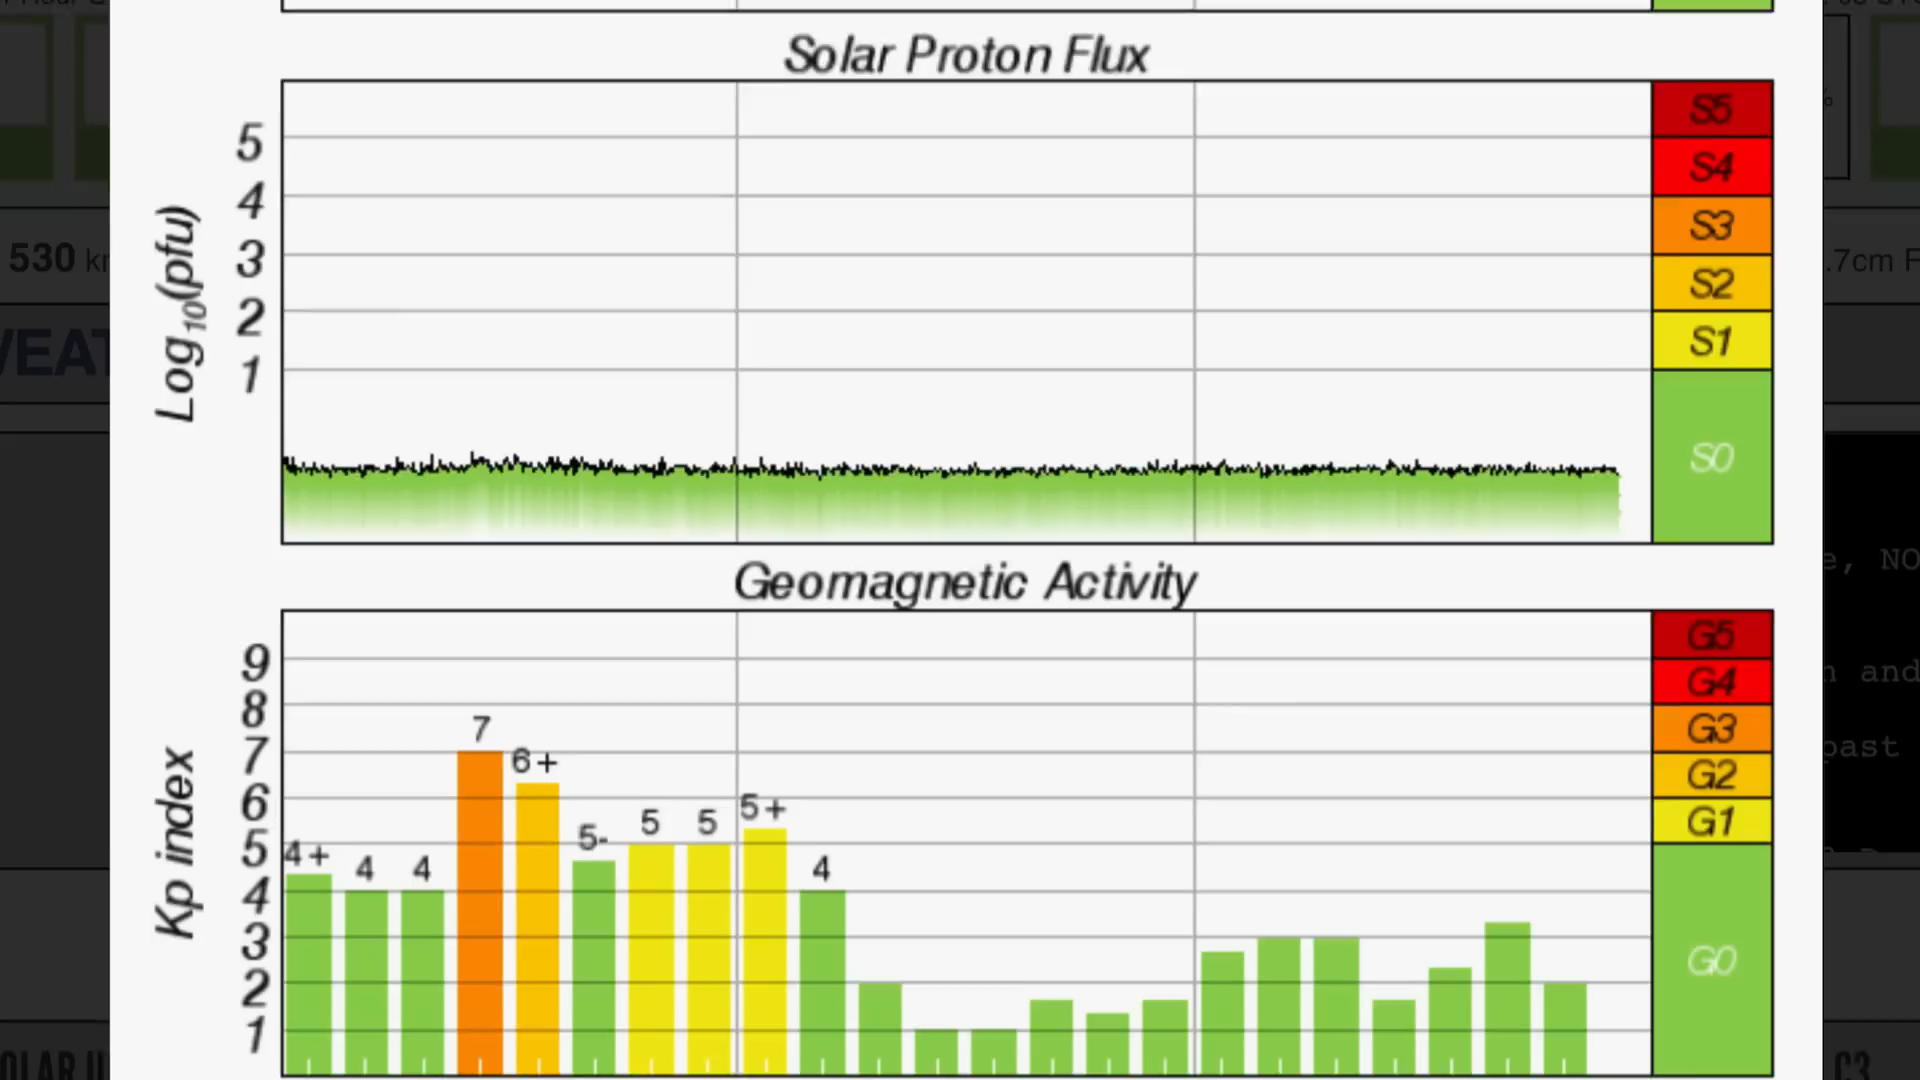 Solar Proton Flux
Log10(pfu)
5
4
3
2
1
S5
S4
S3
S2
S1
S0
Geomagnetic Activity
Kp index
9
8
7
6
5
4
3
2
1
4+
4
4
7
6+
5-
5
5
5+
4
G5
G4
G3
G2
G1
G0
530
.7cm F
e, NO
and
past
C3